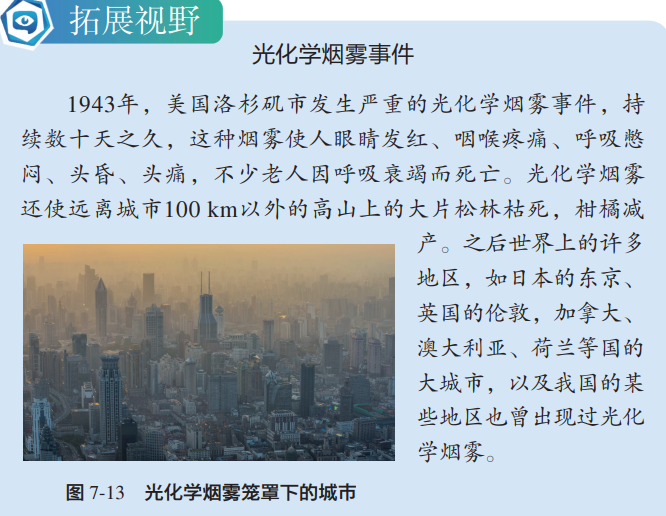 拓展视野
光化学烟雾事件
1943年，美国洛杉矶市发生严重的光化学烟雾事件，持
续数十天之久，这种烟雾使人眼睛发红、咽喉疼痛、呼吸憋
闷、头昏、头痛，不少老人因呼吸衰竭而死亡。光化学烟雾
还使远离城市100 km以外的高山上的大片松林枯死，柑橘减
产。之后世界上的许多
地区，如日本的东京、
英国的伦敦，加拿大、
澳大利亚、荷兰等国的
大城市，以及我国的某
些地区也曾出现过光化
学烟雾。
图 7-13 光化学烟雾笼罩下的城市